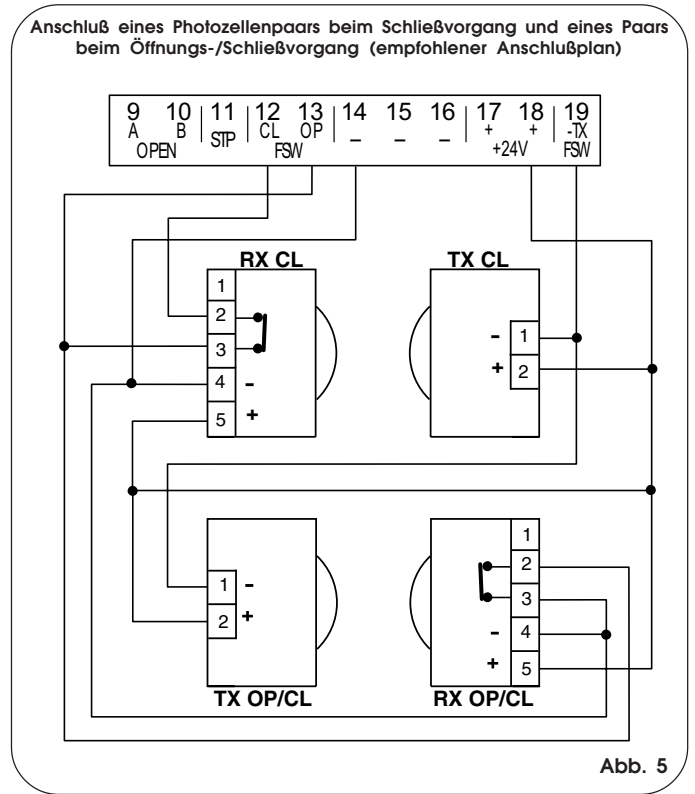 Anschluß eines Photozellenpaars beim Schließvorgang und eines Paars
beim Öffnungs-/Schließvorgang (empfohlener Anschlußplan)
9 10 11 12 13 14 15 16 17 18 19
A B STP CL OP – – – + + -TX
OPEN FSW +24V FSW
RX CL TX CL
1
2
3
4 -
5 +
- 1
+ 2
1 -
2 +
1
2
3
- 4
+ 5
TX OP/CL RX OP/CL
Abb. 5